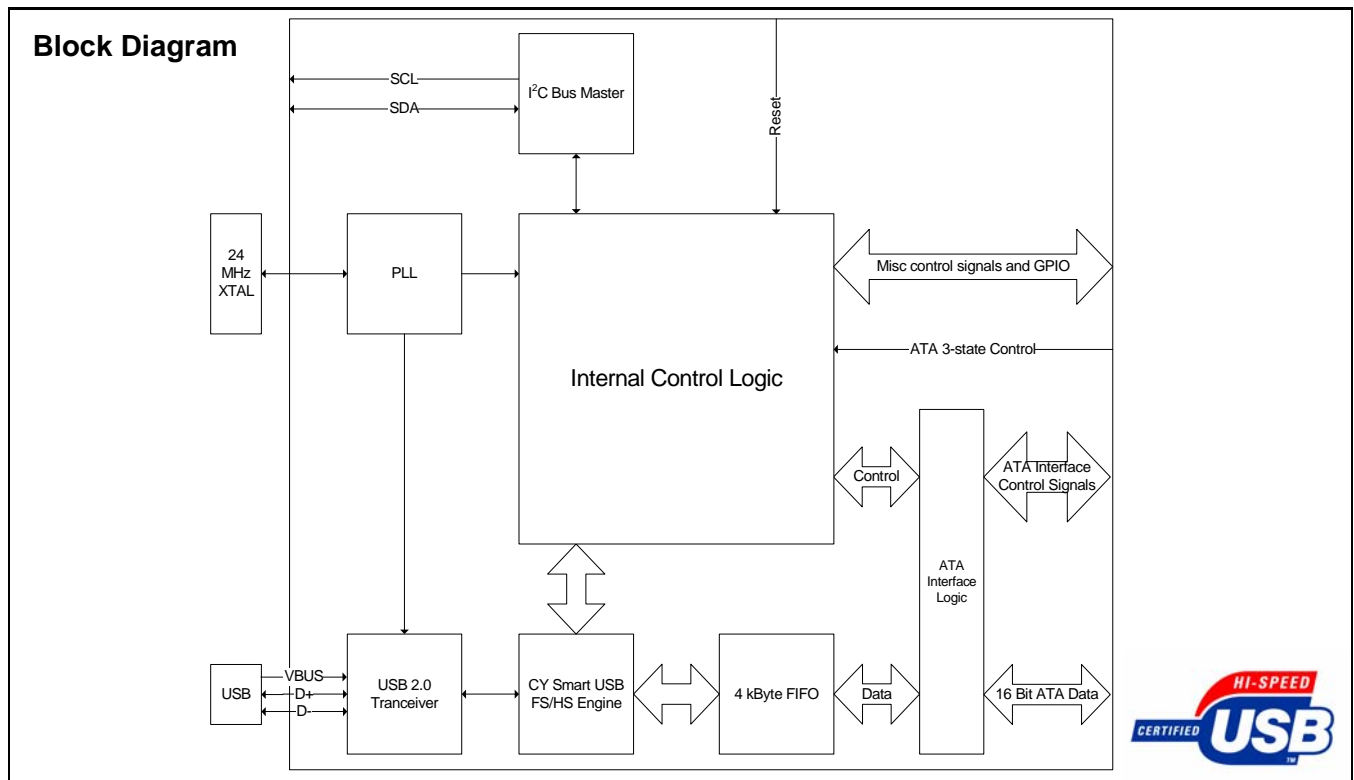 Block Diagram
SCL
SDA
I²C Bus Master
Reset
24
MHz
XTAL
PLL
Internal Control Logic
Misc control signals and GPIO
ATA 3-state Control
Control
ATA Interface
Control Signals
ATA
Interface
Logic
USB
VBUS
D+
D-
USB 2.0
Tranceiver
CY Smart USB
FS/HS Engine
4 kByte FIFO
Data
16 Bit ATA Data
HI-SPEED
CERTIFIED
USB
TM